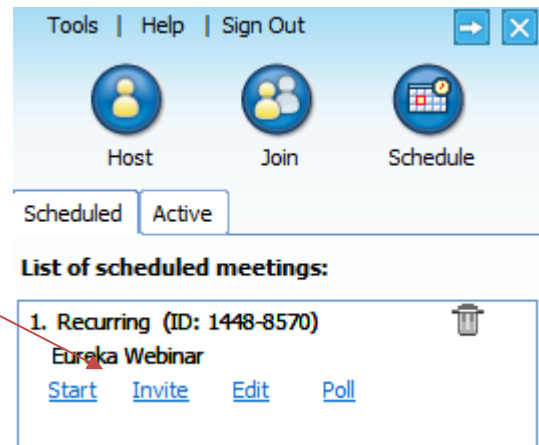 Tools | Help | Sign Out
Host Join Schedule
Scheduled Active
List of scheduled meetings:
1. Recurring (ID: 1448-8570)
Eureka Webinar
Start Invite Edit Poll